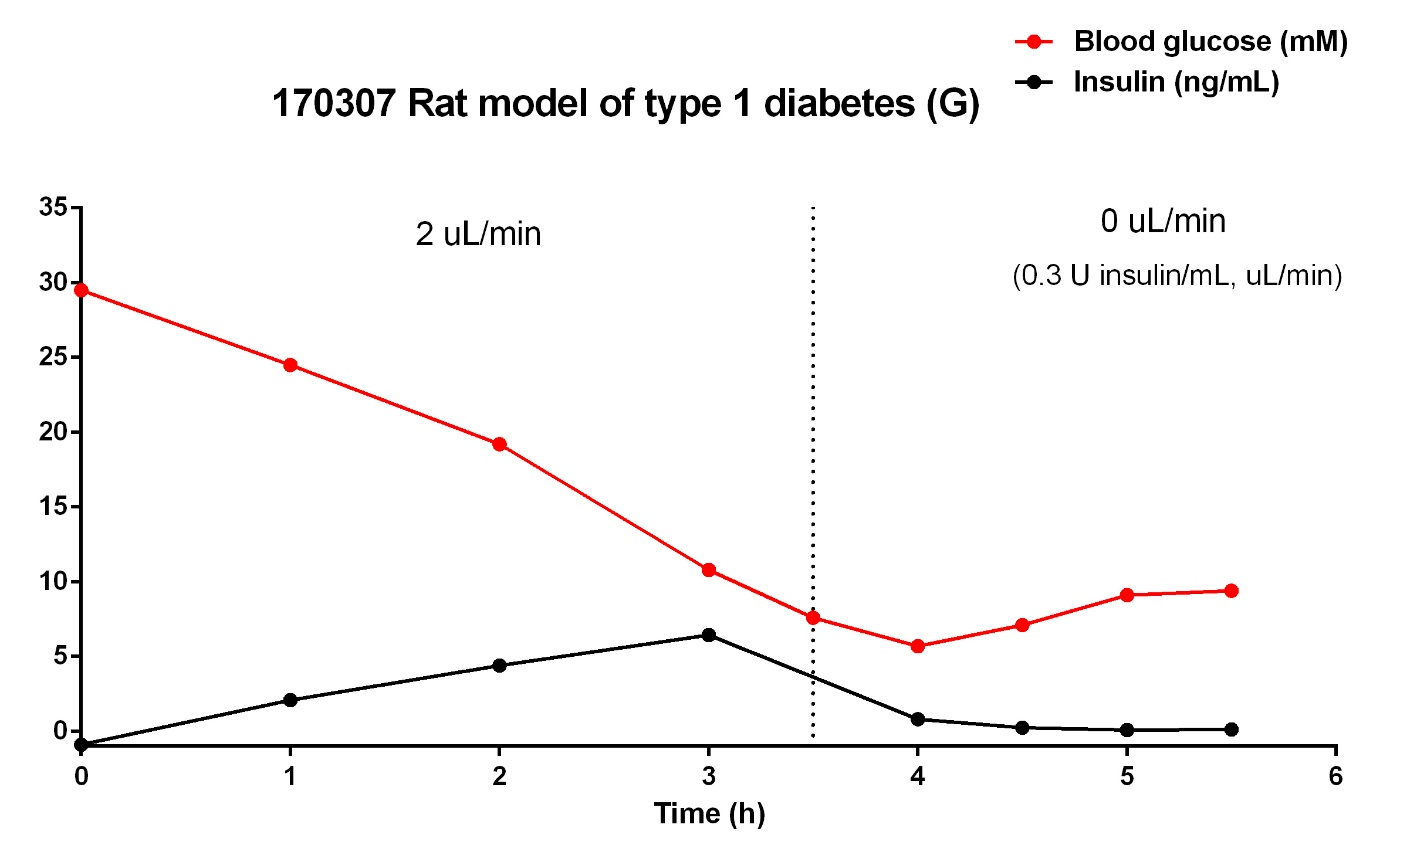 Blood glucose (mM)
Insulin (ng/mL)
170307 Rat model of type 1 diabetes (G)
2 uL/min
0 uL/min
(0.3 U insulin/mL, uL/min)
35
30
25
20
15
10
5
0
0 1 2 3 4 5 6
Time (h)